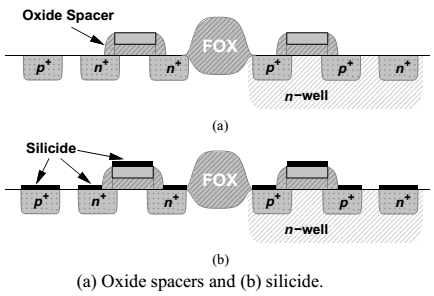 Oxide Spacer
FOX
p+ n+ n+ p+ p+ n+
n−well
(a)
Silicide
FOX
p+ n+ n+ p+ p+ n+
n−well
(b)
(a) Oxide spacers and (b) silicide.